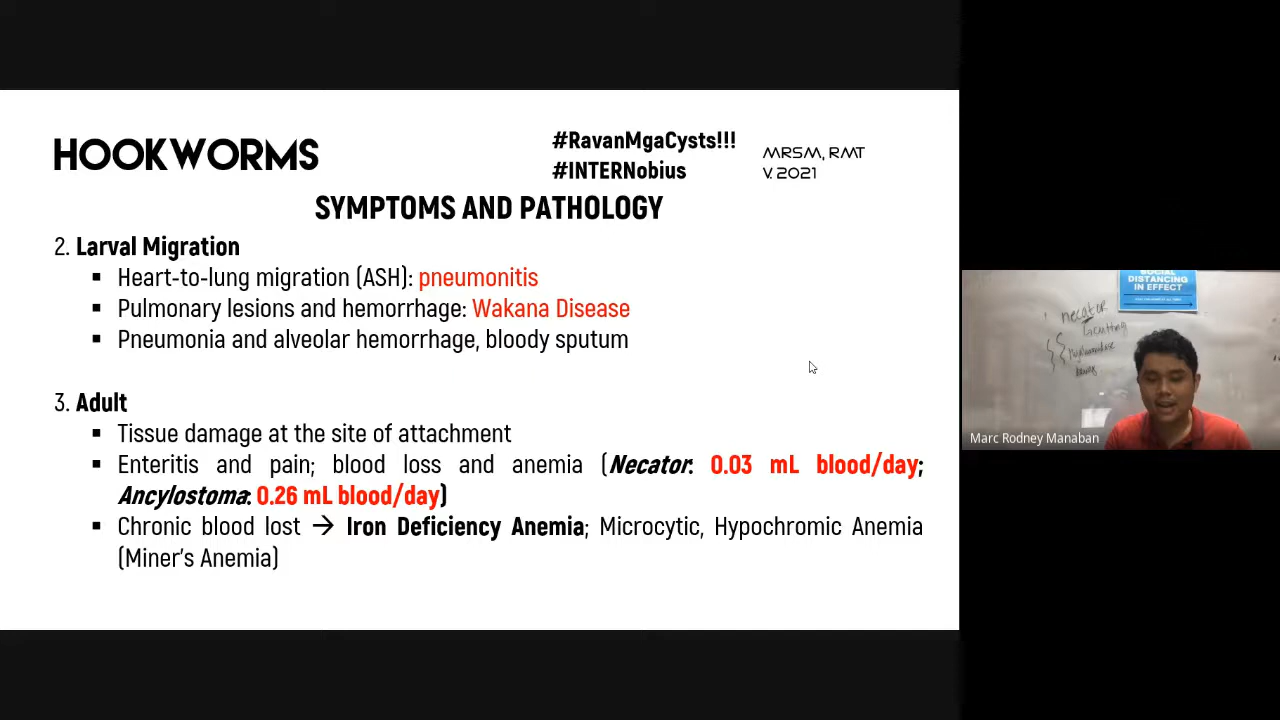 HOOKWORMS
#RavanMgaCysts!!!
#INTERNobius
MRSM, RMT
V. 2021
SYMPTOMS AND PATHOLOGY
2. Larval Migration
▪ Heart-to-lung migration (ASH): pneumonitis
▪ Pulmonary lesions and hemorrhage: Wakana Disease
▪ Pneumonia and alveolar hemorrhage, bloody sputum
3. Adult
▪ Tissue damage at the site of attachment
▪ Enteritis and pain; blood loss and anemia (Necator: 0.03 mL blood/day;
Ancylostoma: 0.26 mL blood/day)
▪ Chronic blood lost → Iron Deficiency Anemia; Microcytic, Hypochromic Anemia
(Miner's Anemia)
SOCIAL
DISTANCING
IN EFFECT
necator
Marc Rodney Manaban